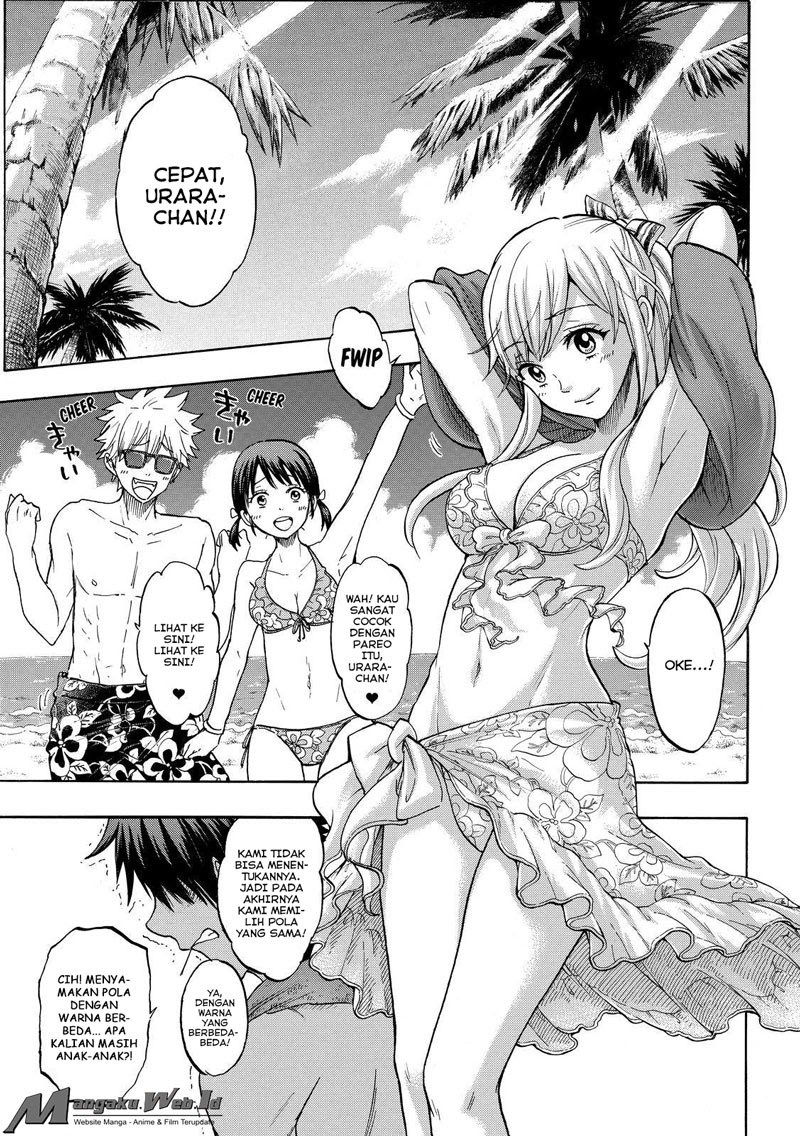 CEPAT,
URARA-
CHAN!!
FWIP
CHEER
きゃい
CHEER
きゃい
LIHAT KE
SINI!
LIHAT KE
SINI!
♥
WAH! KAU
SANGAT
COCOK
DENGAN
PAREO
ITU,
URARA-
CHAN!
♥
OKE...!
KAMI TIDAK
BISA MENEN-
TUKANNYA.
JADI PADA
AKHIRNYA
KAMI MEMI-
LIH POLA
YANG SAMA!
YA,
DENGAN
WARNA
YANG
BERBEDA-
BEDA!
CIH! MENYA-
MAKAN POLA
DENGAN
WARNA BER-
BEDA... APA
KALIAN MASIH
ANAK-ANAK?!
Mangaku.Web.Id
Website Manga - Anime & Film Terupdate